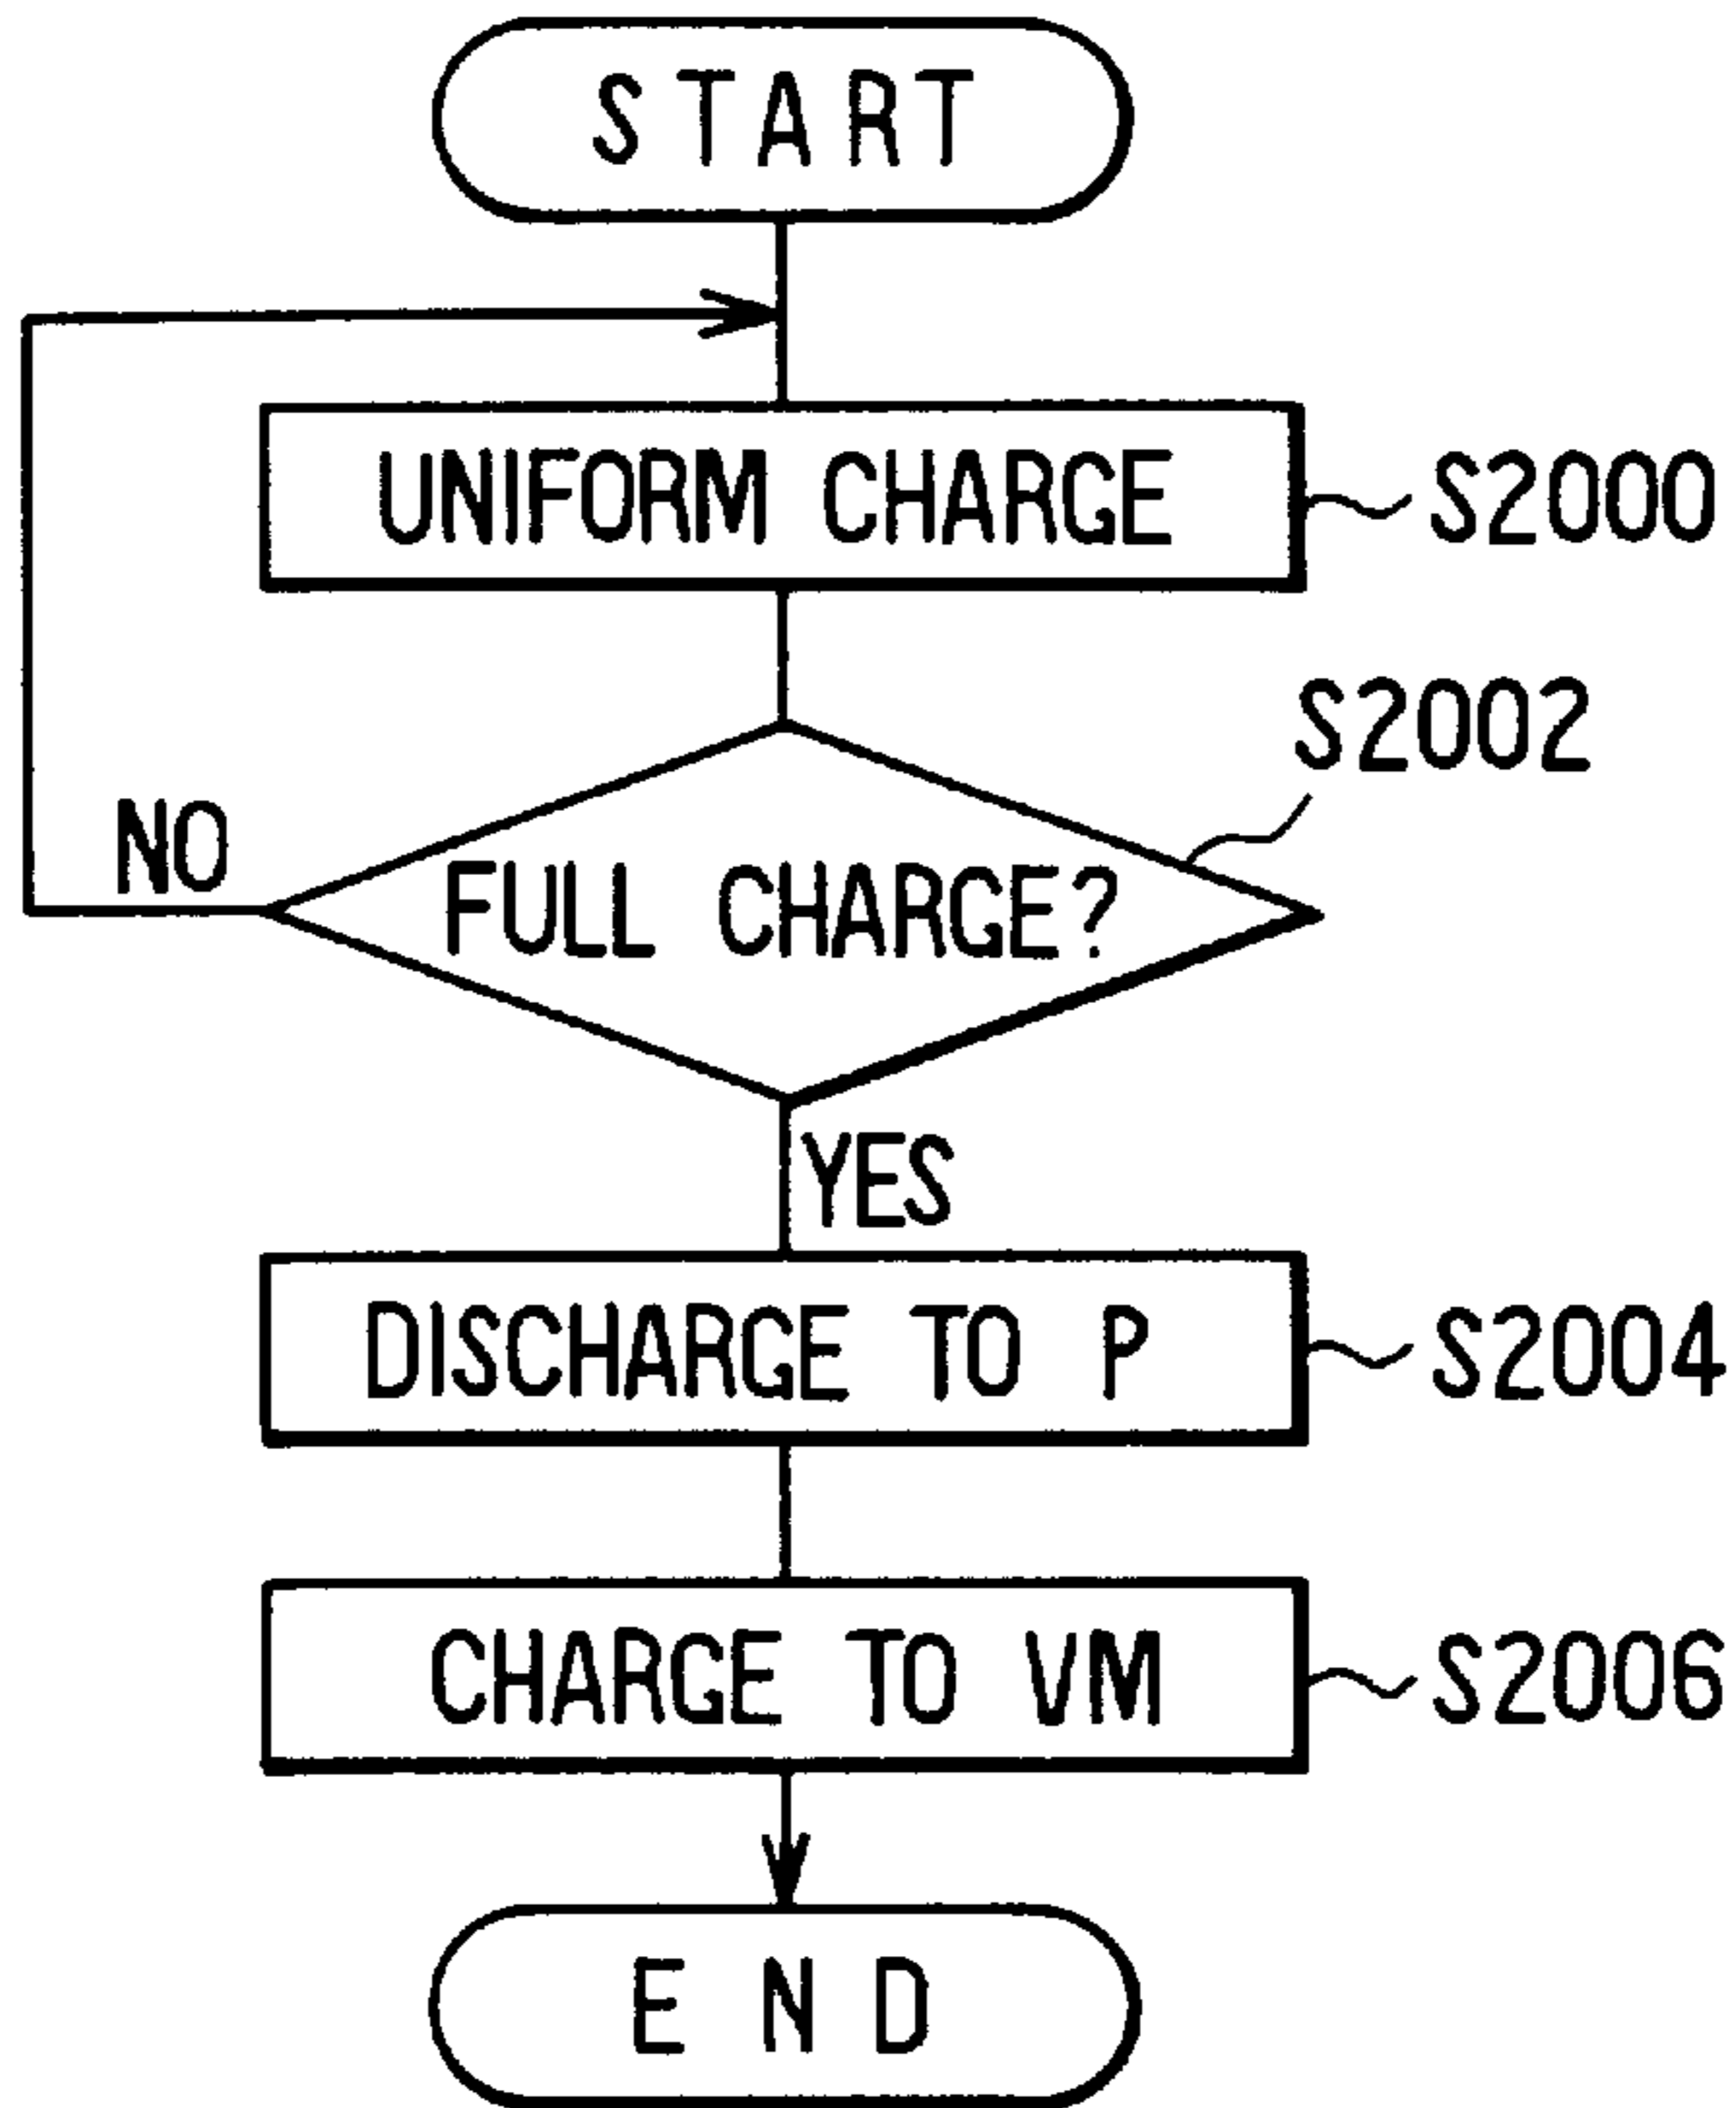 START
UNIFORM CHARGE S2000
S2002
NO
FULL CHARGE?
YES
DISCHARGE TO P S2004
CHARGE TO VM S2006
END